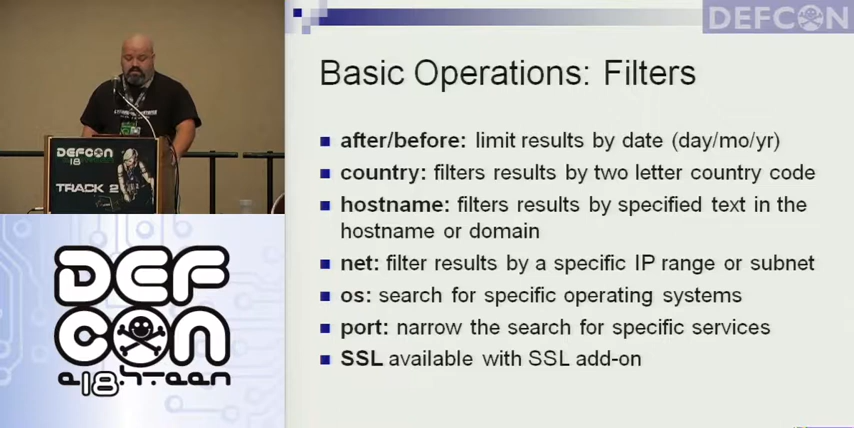 DEFCON
Basic Operations: Filters
after/before: limit results by date (day/mo/yr)
country: filters results by two letter country code
hostname: filters results by specified text in the
hostname or domain
net: filter results by a specific IP range or subnet
os: search for specific operating systems
port: narrow the search for specific services
SSL available with SSL add-on
DEFCON
18
TRACK 2
DEF
CON
e18hteen